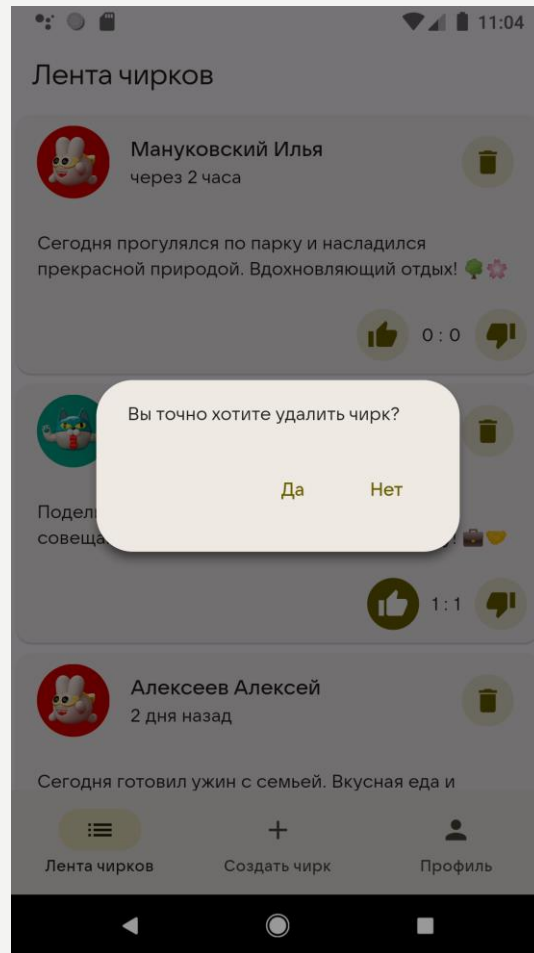 11:04
Лента чирков
Мануковский Илья
через 2 часа
Сегодня прогулялся по парку и насладился
прекрасной природой. Вдохновляющий отдых! 🌳🌸
0 : 0
Вы точно хотите удалить чирк?
Да Нет
1 : 1
Алексеев Алексей
2 дня назад
Сегодня готовил ужин с семьей. Вкусная еда и
Лента чирков Создать чирк Профиль